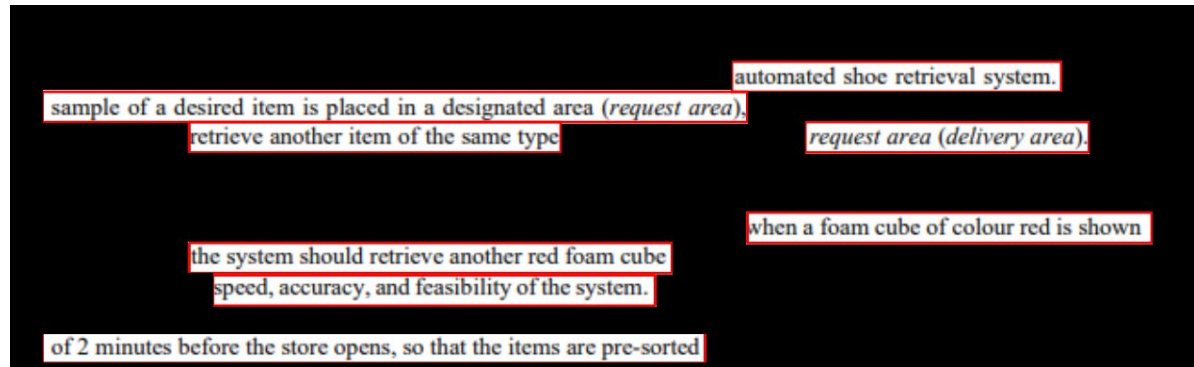 automated shoe retrieval system.
sample of a desired item is placed in a designated area (request area),
retrieve another item of the same type request area (delivery area).
when a foam cube of colour red is shown
the system should retrieve another red foam cube
speed, accuracy, and feasibility of the system.
of 2 minutes before the store opens, so that the items are pre-sorted